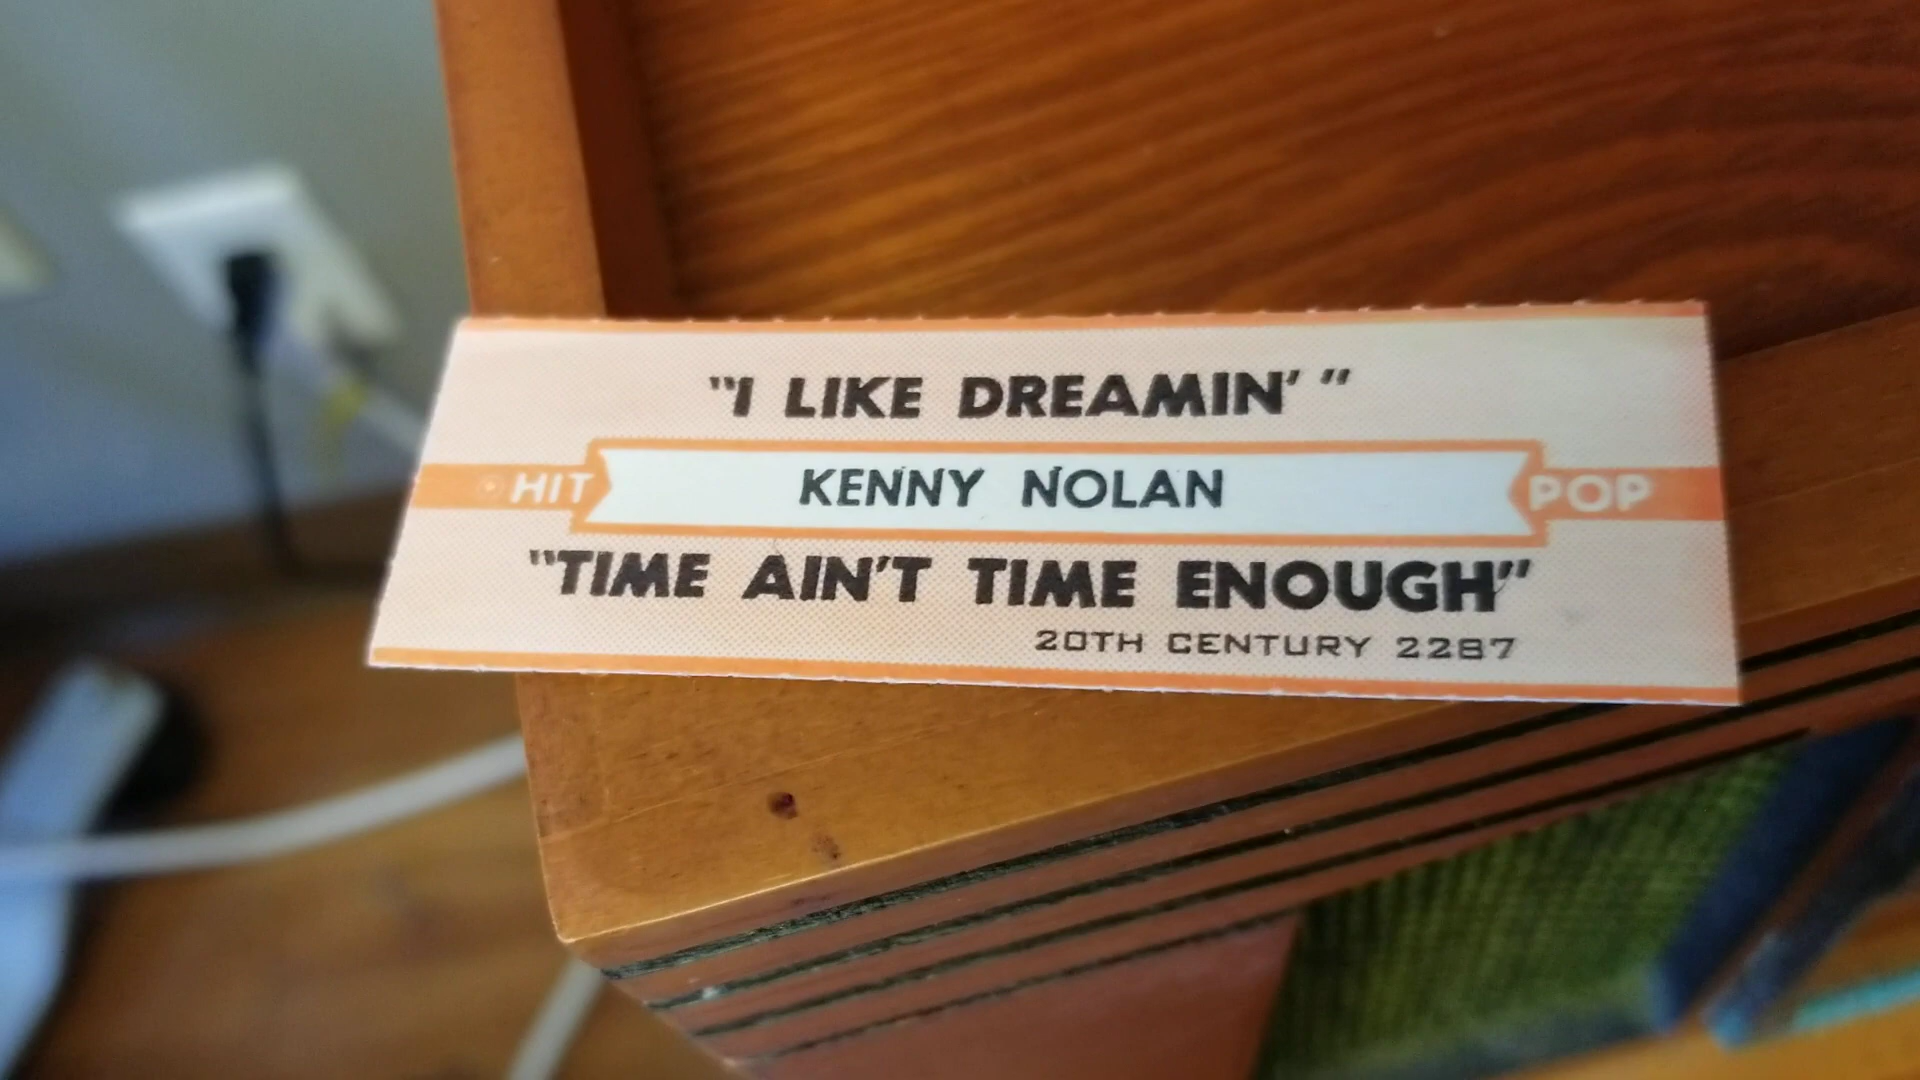 "I LIKE DREAMIN'"
HIT KENNY NOLAN POP
"TIME AIN'T TIME ENOUGH"
20TH CENTURY 2287